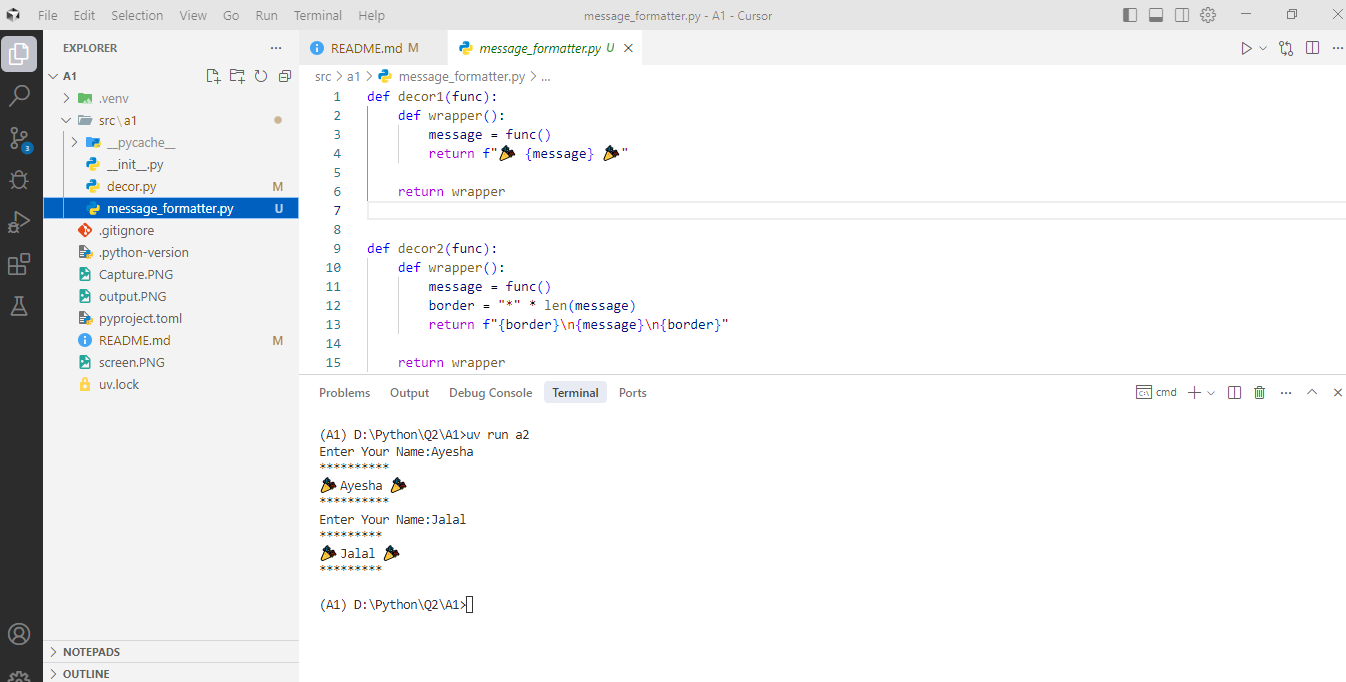 File Edit Selection View Go Run Terminal Help message_formatter.py - A1 - Cursor
EXPLORER
A1
.venv
src\a1
__pycache__
__init__.py
decor.py M
message_formatter.py U
.gitignore
.python-version
Capture.PNG
output.PNG
pyproject.toml
README.md M
screen.PNG
uv.lock
NOTEPADS
OUTLINE
3
README.md M message_formatter.py U
src > a1 > message_formatter.py > ...
1 def decor1(func):
2 def wrapper():
3 message = func()
4 return f"🎉 {message} 🎉"
5
6 return wrapper
7
8
9 def decor2(func):
10 def wrapper():
11 message = func()
12 border = "*" * len(message)
13 return f"{border}\n{message}\n{border}"
14
15 return wrapper
Problems Output Debug Console Terminal Ports cmd
(A1) D:\Python\Q2\A1>uv run a2
Enter Your Name:Ayesha
**********
🎉 Ayesha 🎉
**********
Enter Your Name:Jalal
*********
🎉 Jalal 🎉
*********
(A1) D:\Python\Q2\A1>